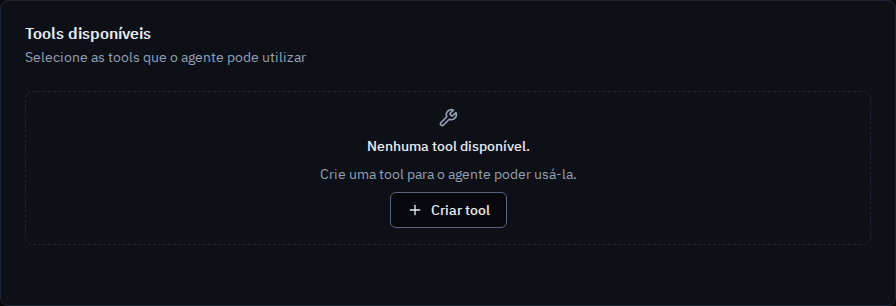 Tools disponíveis
Selecione as tools que o agente pode utilizar
Nenhuma tool disponível.
Crie uma tool para o agente poder usá-la.
Criar tool